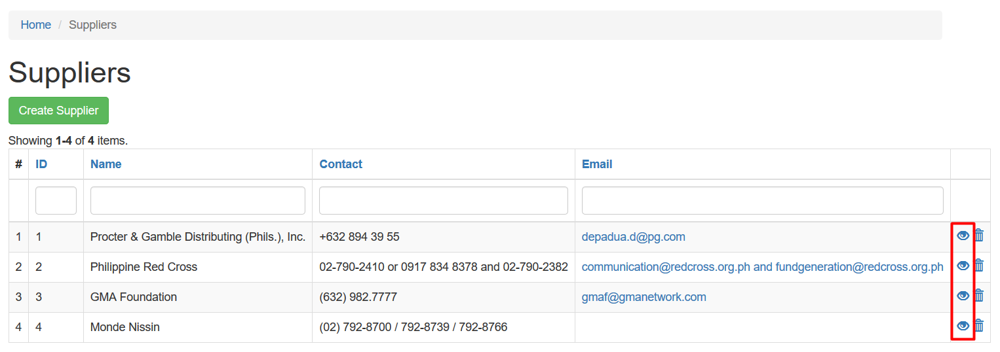 Home / Suppliers
Suppliers
Create Supplier
Showing 1-4 of 4 items.
# ID Name Contact Email
1 1 Procter & Gamble Distributing (Phils.), Inc. +632 894 39 55 depadua.d@pg.com
2 2 Philippine Red Cross 02-790-2410 or 0917 834 8378 and 02-790-2382 communication@redcross.org.ph and fundgeneration@redcross.org.ph
3 3 GMA Foundation (632) 982.7777 gmaf@gmanetwork.com
4 4 Monde Nissin (02) 792-8700 / 792-8739 / 792-8766